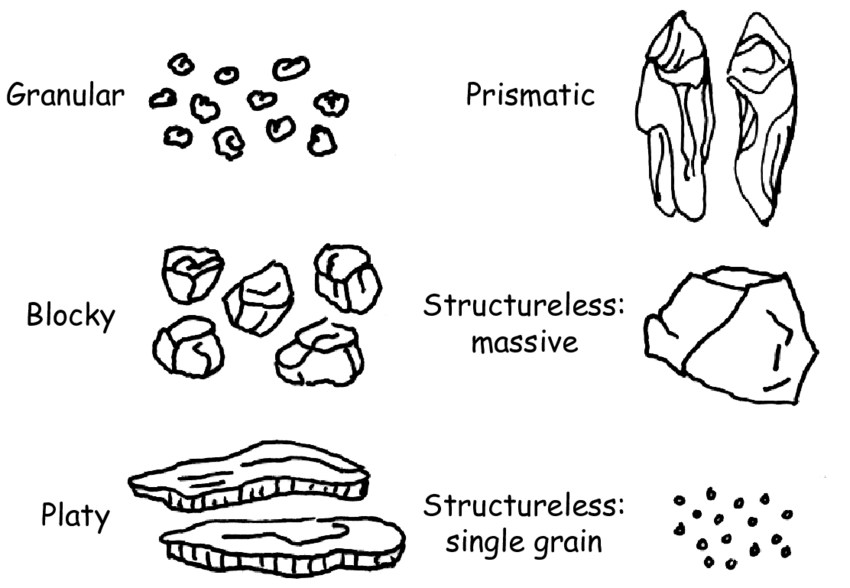 Granular
Prismatic
Blocky
Structureless:
massive
Platy
Structureless:
single grain